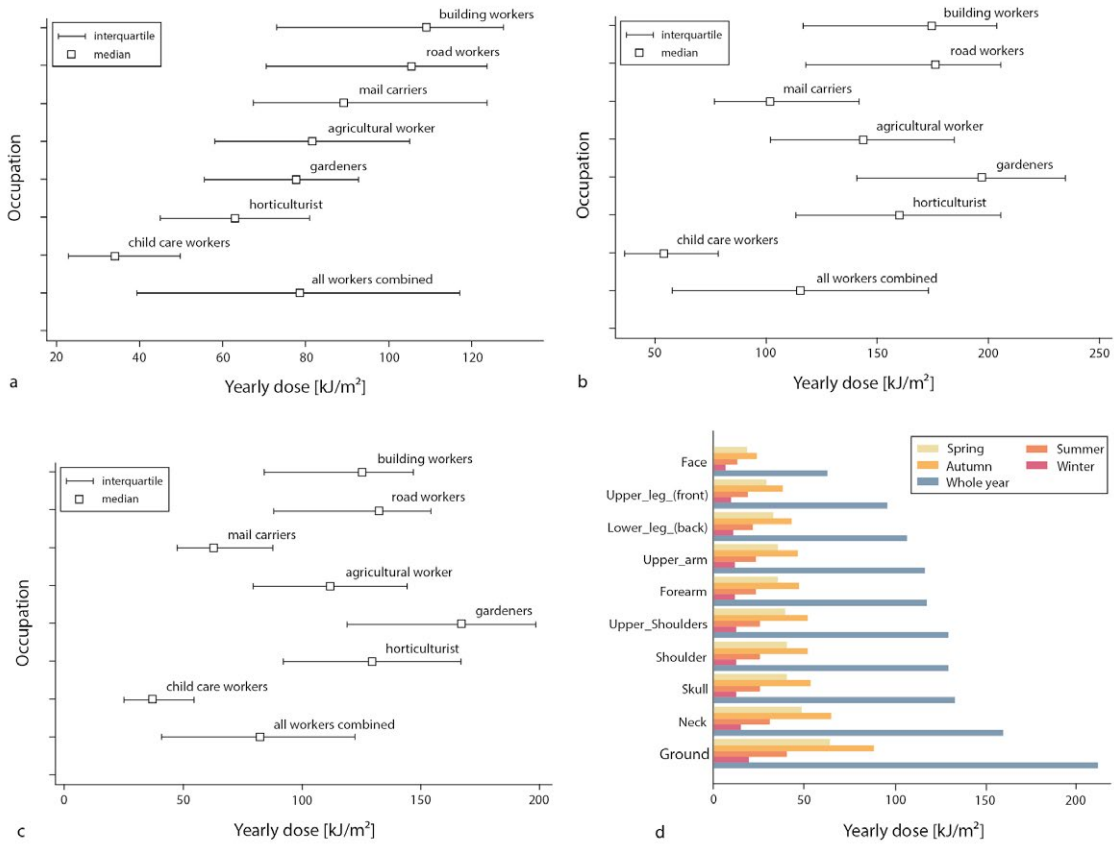 interquartile
median
building workers
road workers
mail carriers
agricultural worker
gardeners
horticulturist
child care workers
all workers combined
Occupation
20 40 60 80 100 120
Yearly dose [kJ/m²]
a
interquartile
median
building workers
road workers
mail carriers
agricultural worker
gardeners
horticulturist
child care workers
all workers combined
Occupation
50 100 150 200 250
Yearly dose [kJ/m²]
b
interquartile
median
building workers
road workers
mail carriers
agricultural worker
gardeners
horticulturist
child care workers
all workers combined
Occupation
0 50 100 150 200
Yearly dose [kJ/m²]
c
Spring Summer
Autumn Winter
Whole year
Face
Upper_leg_(front)
Lower_leg_(back)
Upper_arm
Forearm
Upper_Shoulders
Shoulder
Skull
Neck
Ground
0 50 100 150 200
Yearly dose [kJ/m²]
d